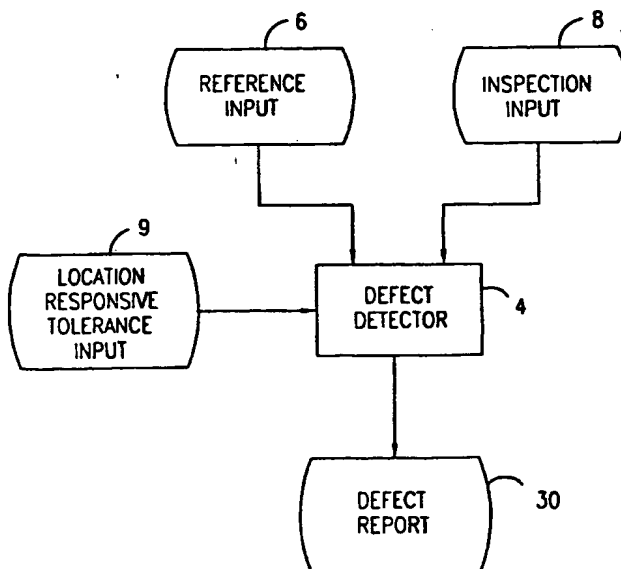 6
REFERENCE
INPUT
8
INSPECTION
INPUT
9
LOCATION
RESPONSIVE
TOLERANCE
INPUT
DEFECT
DETECTOR
4
DEFECT
REPORT
30